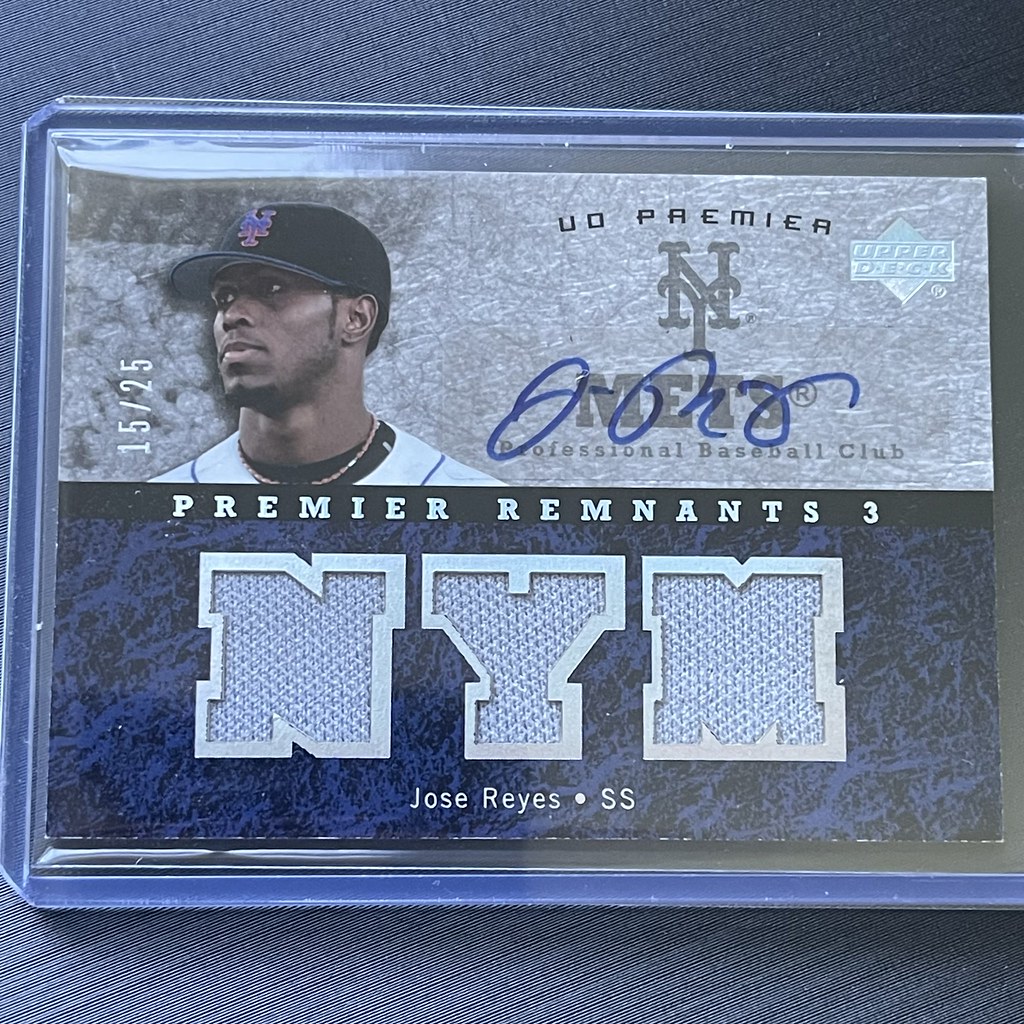 UD PREMIER
NY
UPPER
DECK
®
15/25
METS®
Professional Baseball Club
PREMIER REMNANTS 3
NYM
Jose Reyes • SS